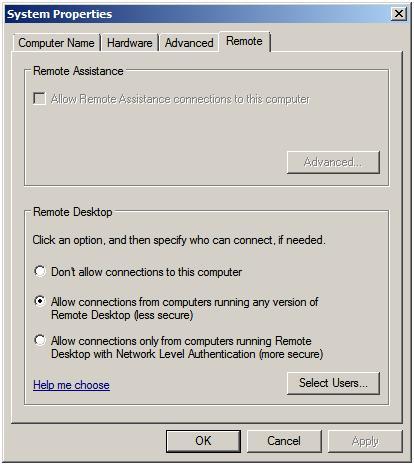 System Properties
Computer Name
Hardware
Advanced
Remote
Remote Assistance
Allow Remote Assistance connections to this computer
Advanced...
Remote Desktop
Click an option, and then specify who can connect, if needed.
Don't allow connections to this computer
Allow connections from computers running any version of
Remote Desktop (less secure)
Allow connections only from computers running Remote
Desktop with Network Level Authentication (more secure)
Help me choose
Select Users...
OK
Cancel
Apply